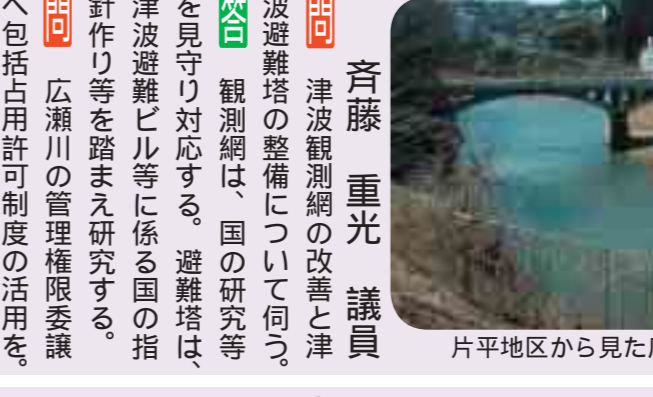 斉藤 重光 議員
問 津波観測網の改善と津
波避難塔の整備について伺う。
答 観測網は、国の研究等
を見守り対応する。避難塔は、
津波避難ビル等に係る国の指
針作り等を踏まえ研究する。
問 広瀬川の管理権限委譲
へ包括占用許可制度の活用を。
片平地区から見た